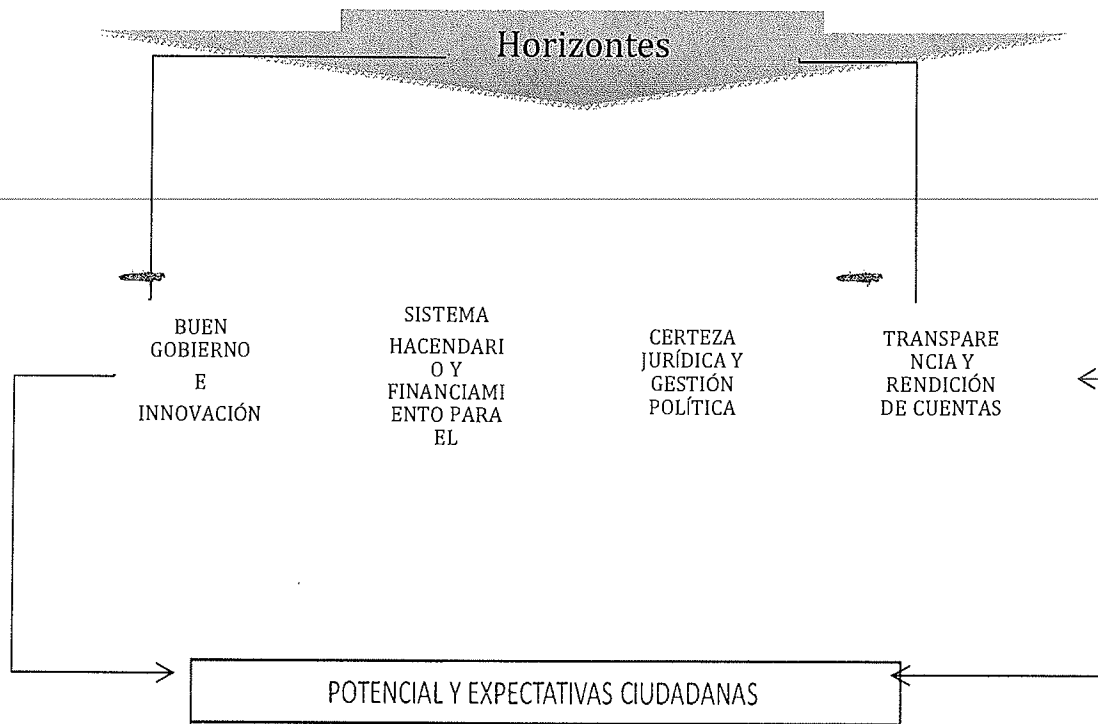 Horizontes
BUEN
GOBIERNO
E
INNOVACIÓN
SISTEMA
HACENDARI
O Y
FINANCIAMI
ENTO PARA
EL
CERTEZA
JURÍDICA Y
GESTIÓN
POLÍTICA
TRANSPARE
NCIA Y
RENDICIÓN
DE CUENTAS
POTENCIAL Y EXPECTATIVAS CIUDADANAS